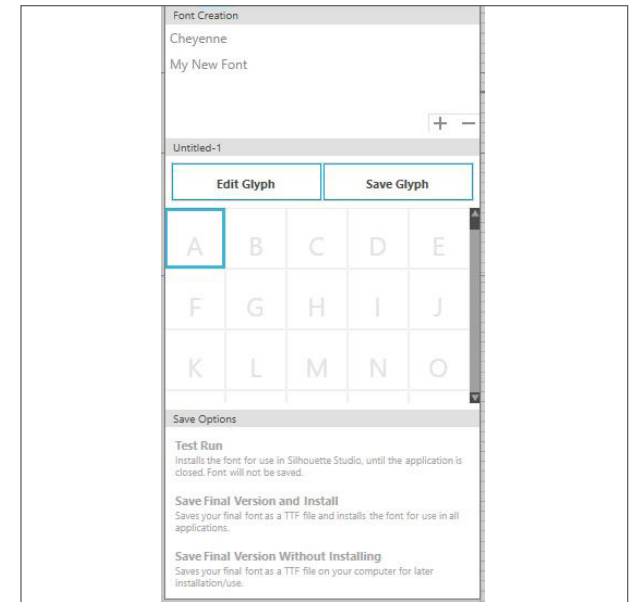 Font Creation
Cheyenne
My New Font
+ −
Untitled-1
Edit Glyph Save Glyph
A B C D E
F G H I J
K L M N O
Save Options
Test Run
Installs the font for use in Silhouette Studio, until the application is
closed. Font will not be saved.
Save Final Version and Install
Saves your final font as a TTF file and installs the font for use in all
applications.
Save Final Version Without Installing
Saves your final font as a TTF file on your computer for later
installation/use.